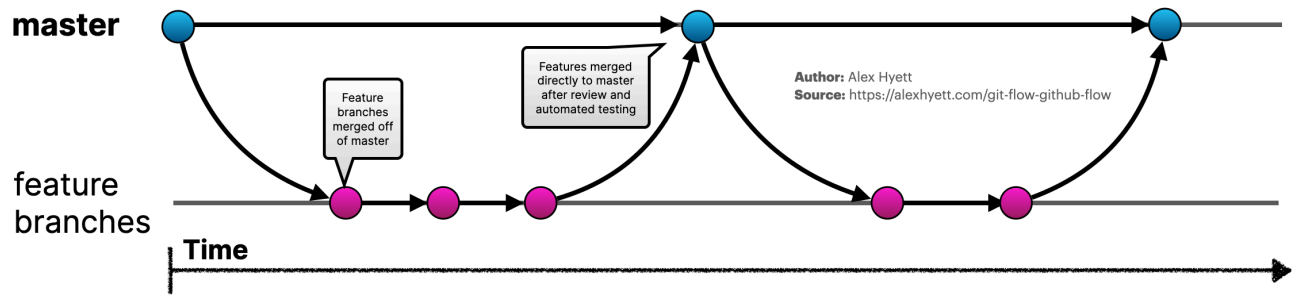 master
Feature
branches
merged off
of master
Features merged
directly to master
after review and
automated testing
Author: Alex Hyett
Source: https://alexhyett.com/git-flow-github-flow
feature
branches
Time